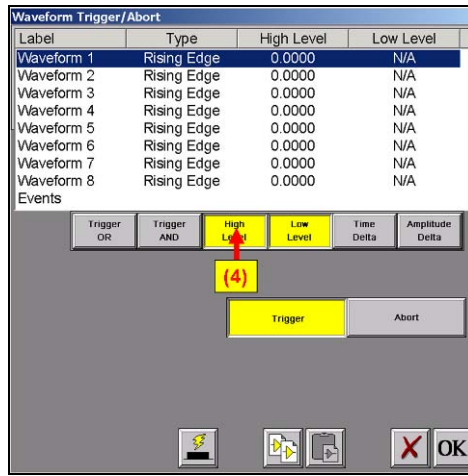 Waveform Trigger/Abort
Label Type High Level Low Level
Waveform 1 Rising Edge 0.0000 N/A
Waveform 2 Rising Edge 0.0000 N/A
Waveform 3 Rising Edge 0.0000 N/A
Waveform 4 Rising Edge 0.0000 N/A
Waveform 5 Rising Edge 0.0000 N/A
Waveform 6 Rising Edge 0.0000 N/A
Waveform 7 Rising Edge 0.0000 N/A
Waveform 8 Rising Edge 0.0000 N/A
Events
Trigger Trigger High Low Time Amplitude
OR AND Level Level Delta Delta
(4)
Trigger Abort
OK